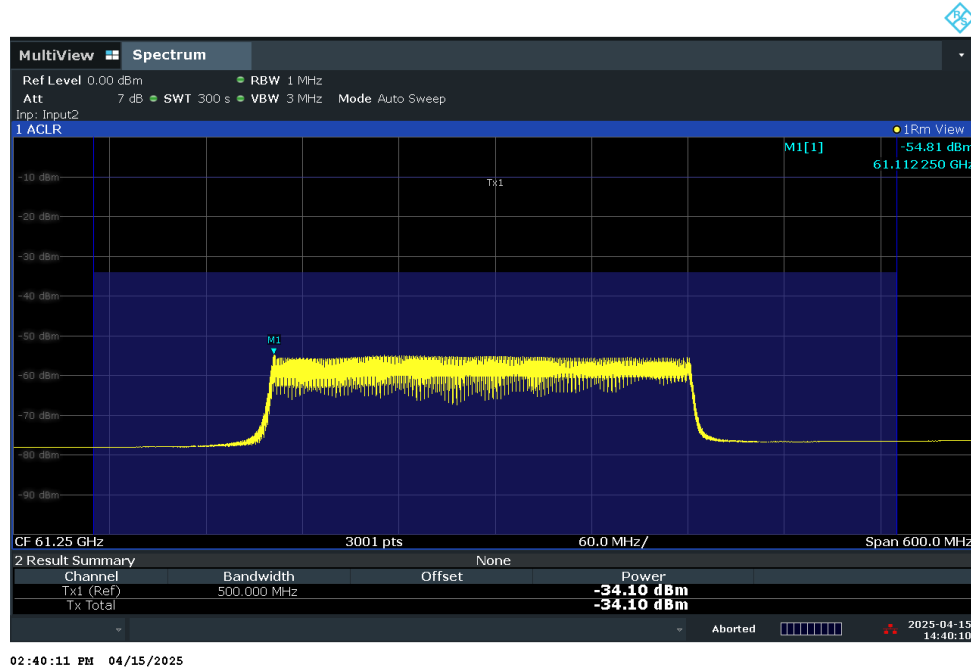 R S
MultiView Spectrum
Ref Level 0.00 dBm RBW 1 MHz
Att 7 dB SWT 300 s VBW 3 MHz Mode Auto Sweep
Inp: Input2
1 ACLR 1Rm View
M1[1] -54.81 dBm
61.112 250 GHz
-10 dBm
Tx1
-20 dBm
-30 dBm
-40 dBm
-50 dBm
M1
-60 dBm
-70 dBm
-80 dBm
-90 dBm
CF 61.25 GHz 3001 pts 60.0 MHz/ Span 600.0 MHz
2 Result Summary None
Channel Bandwidth Offset Power
Tx1 (Ref) 500.000 MHz -34.10 dBm
Tx Total -34.10 dBm
Aborted 2025-04-15
14:40:10
02:40:11 PM 04/15/2025